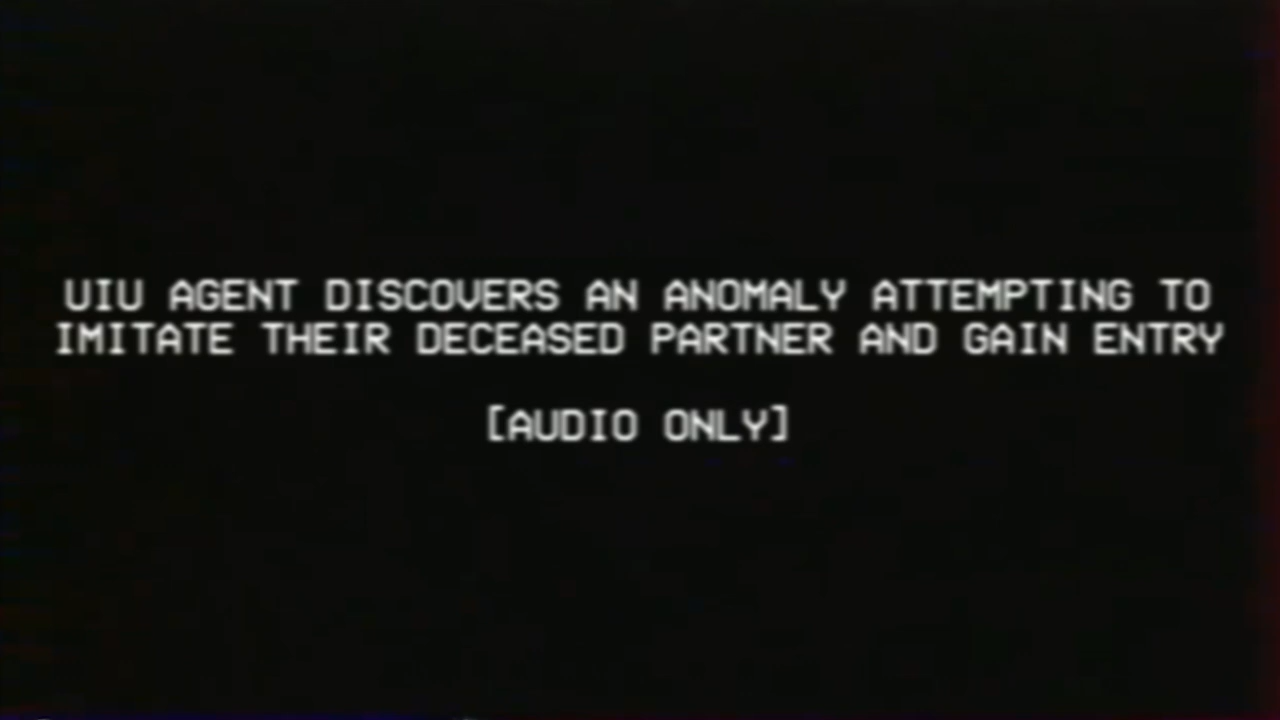 UIU AGENT DISCOVERS AN ANOMALY ATTEMPTING TO
IMITATE THEIR DECEASED PARTNER AND GAIN ENTRY
[AUDIO ONLY]